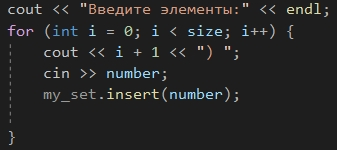 cout << "Введите элементы:" << endl;
for (int i = 0; i < size; i++) {
cout << i + 1 << ") ";
cin >> number;
my_set.insert(number);
}